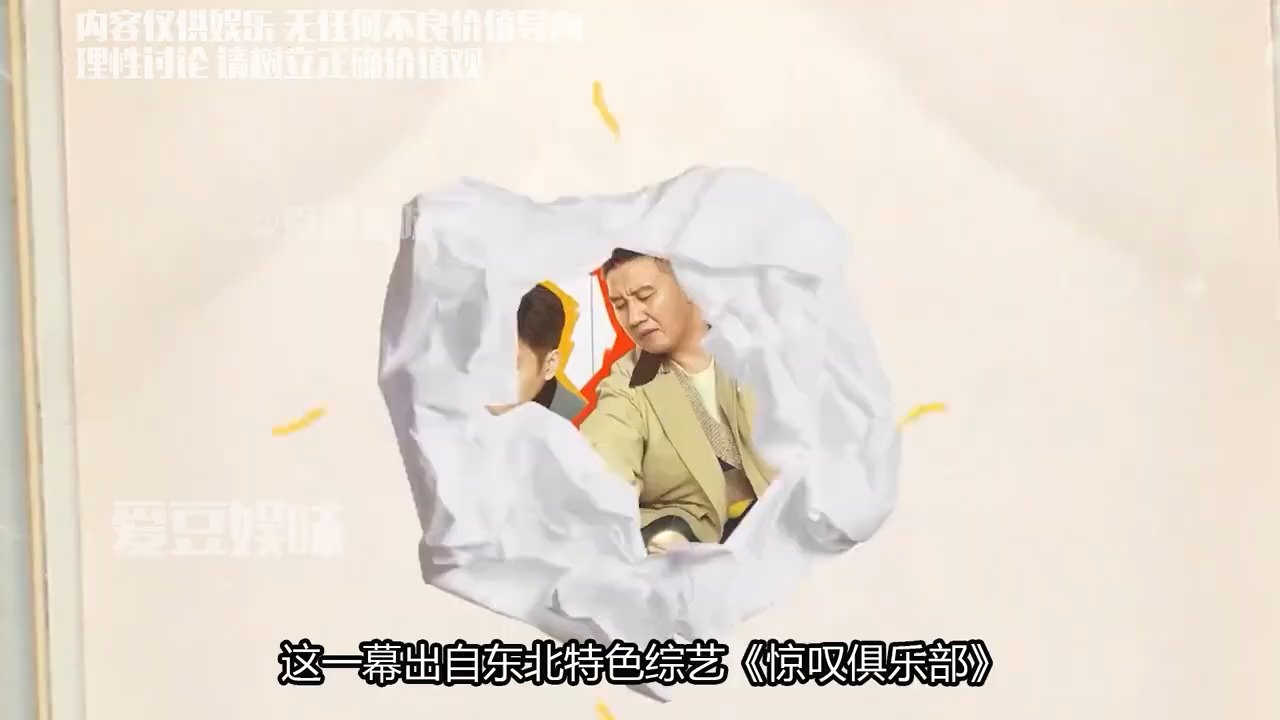 内容仅供娱乐 无任何不良价值导向
理性讨论 请树立正确价值观
爱豆娱味
这一幕出自东北特色综艺《惊叹俱乐部》